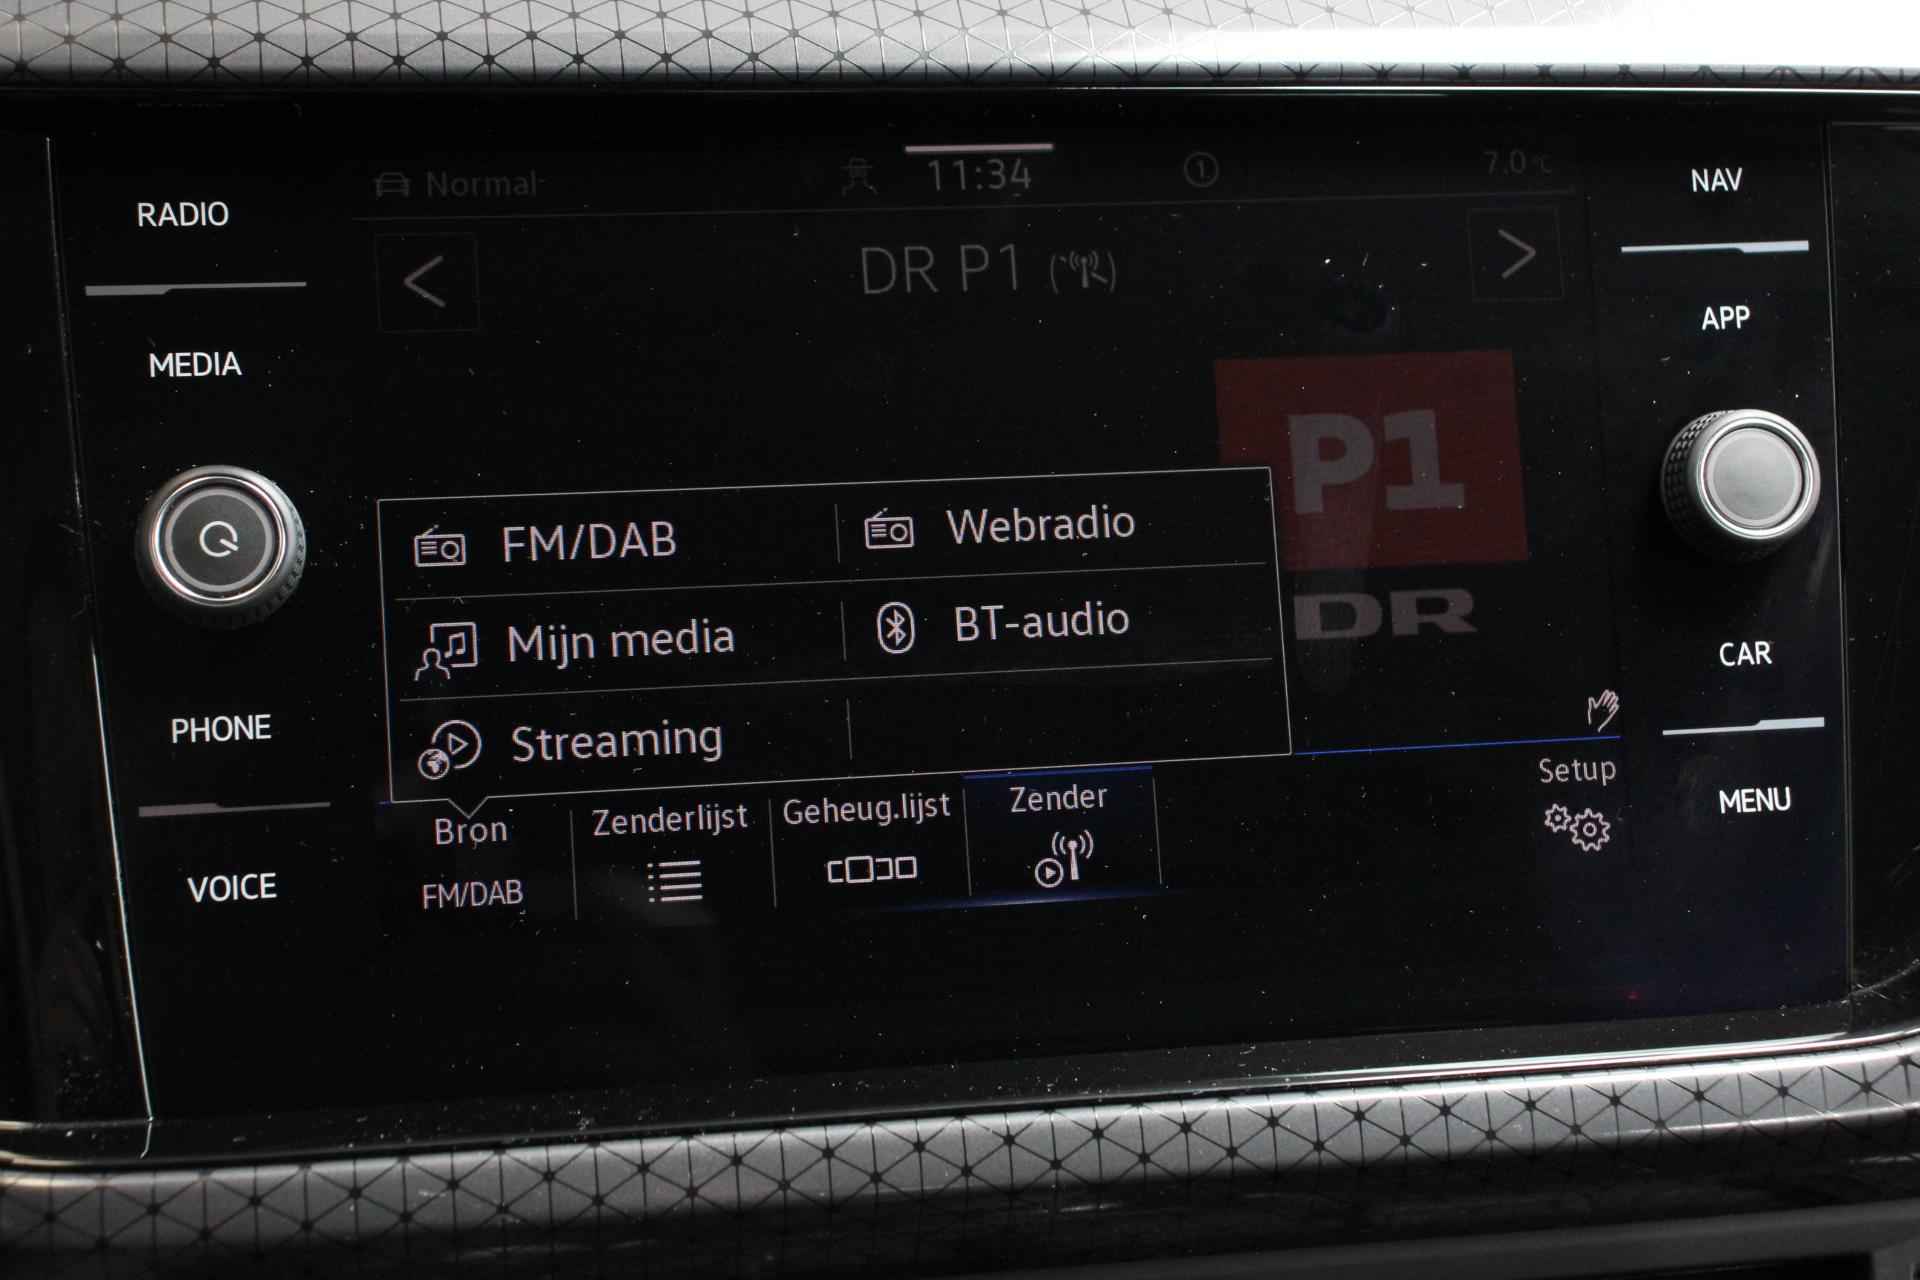 Normal 11:34 1 7.0 °C
RADIO
MEDIA
PHONE
VOICE
DR P1
P1
DR
FM/DAB Webradio
Mijn media BT-audio
Streaming
Bron
FM/DAB
Zenderlijst
Geheug.lijst
Zender
Setup
NAV
APP
CAR
MENU